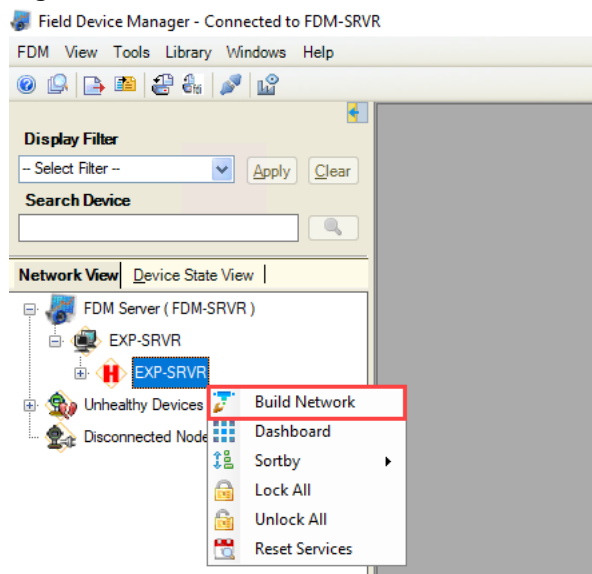 Field Device Manager - Connected to FDM-SRVR
FDM View Tools Library Windows Help
Display Filter
-- Select Filter --
Apply
Clear
Search Device
Network View
Device State View
FDM Server ( FDM-SRVR )
EXP-SRVR
H
EXP-SRVR
Unhealthy Devices
Disconnected Node
Build Network
Dashboard
Sortby
Lock All
Unlock All
Reset Services